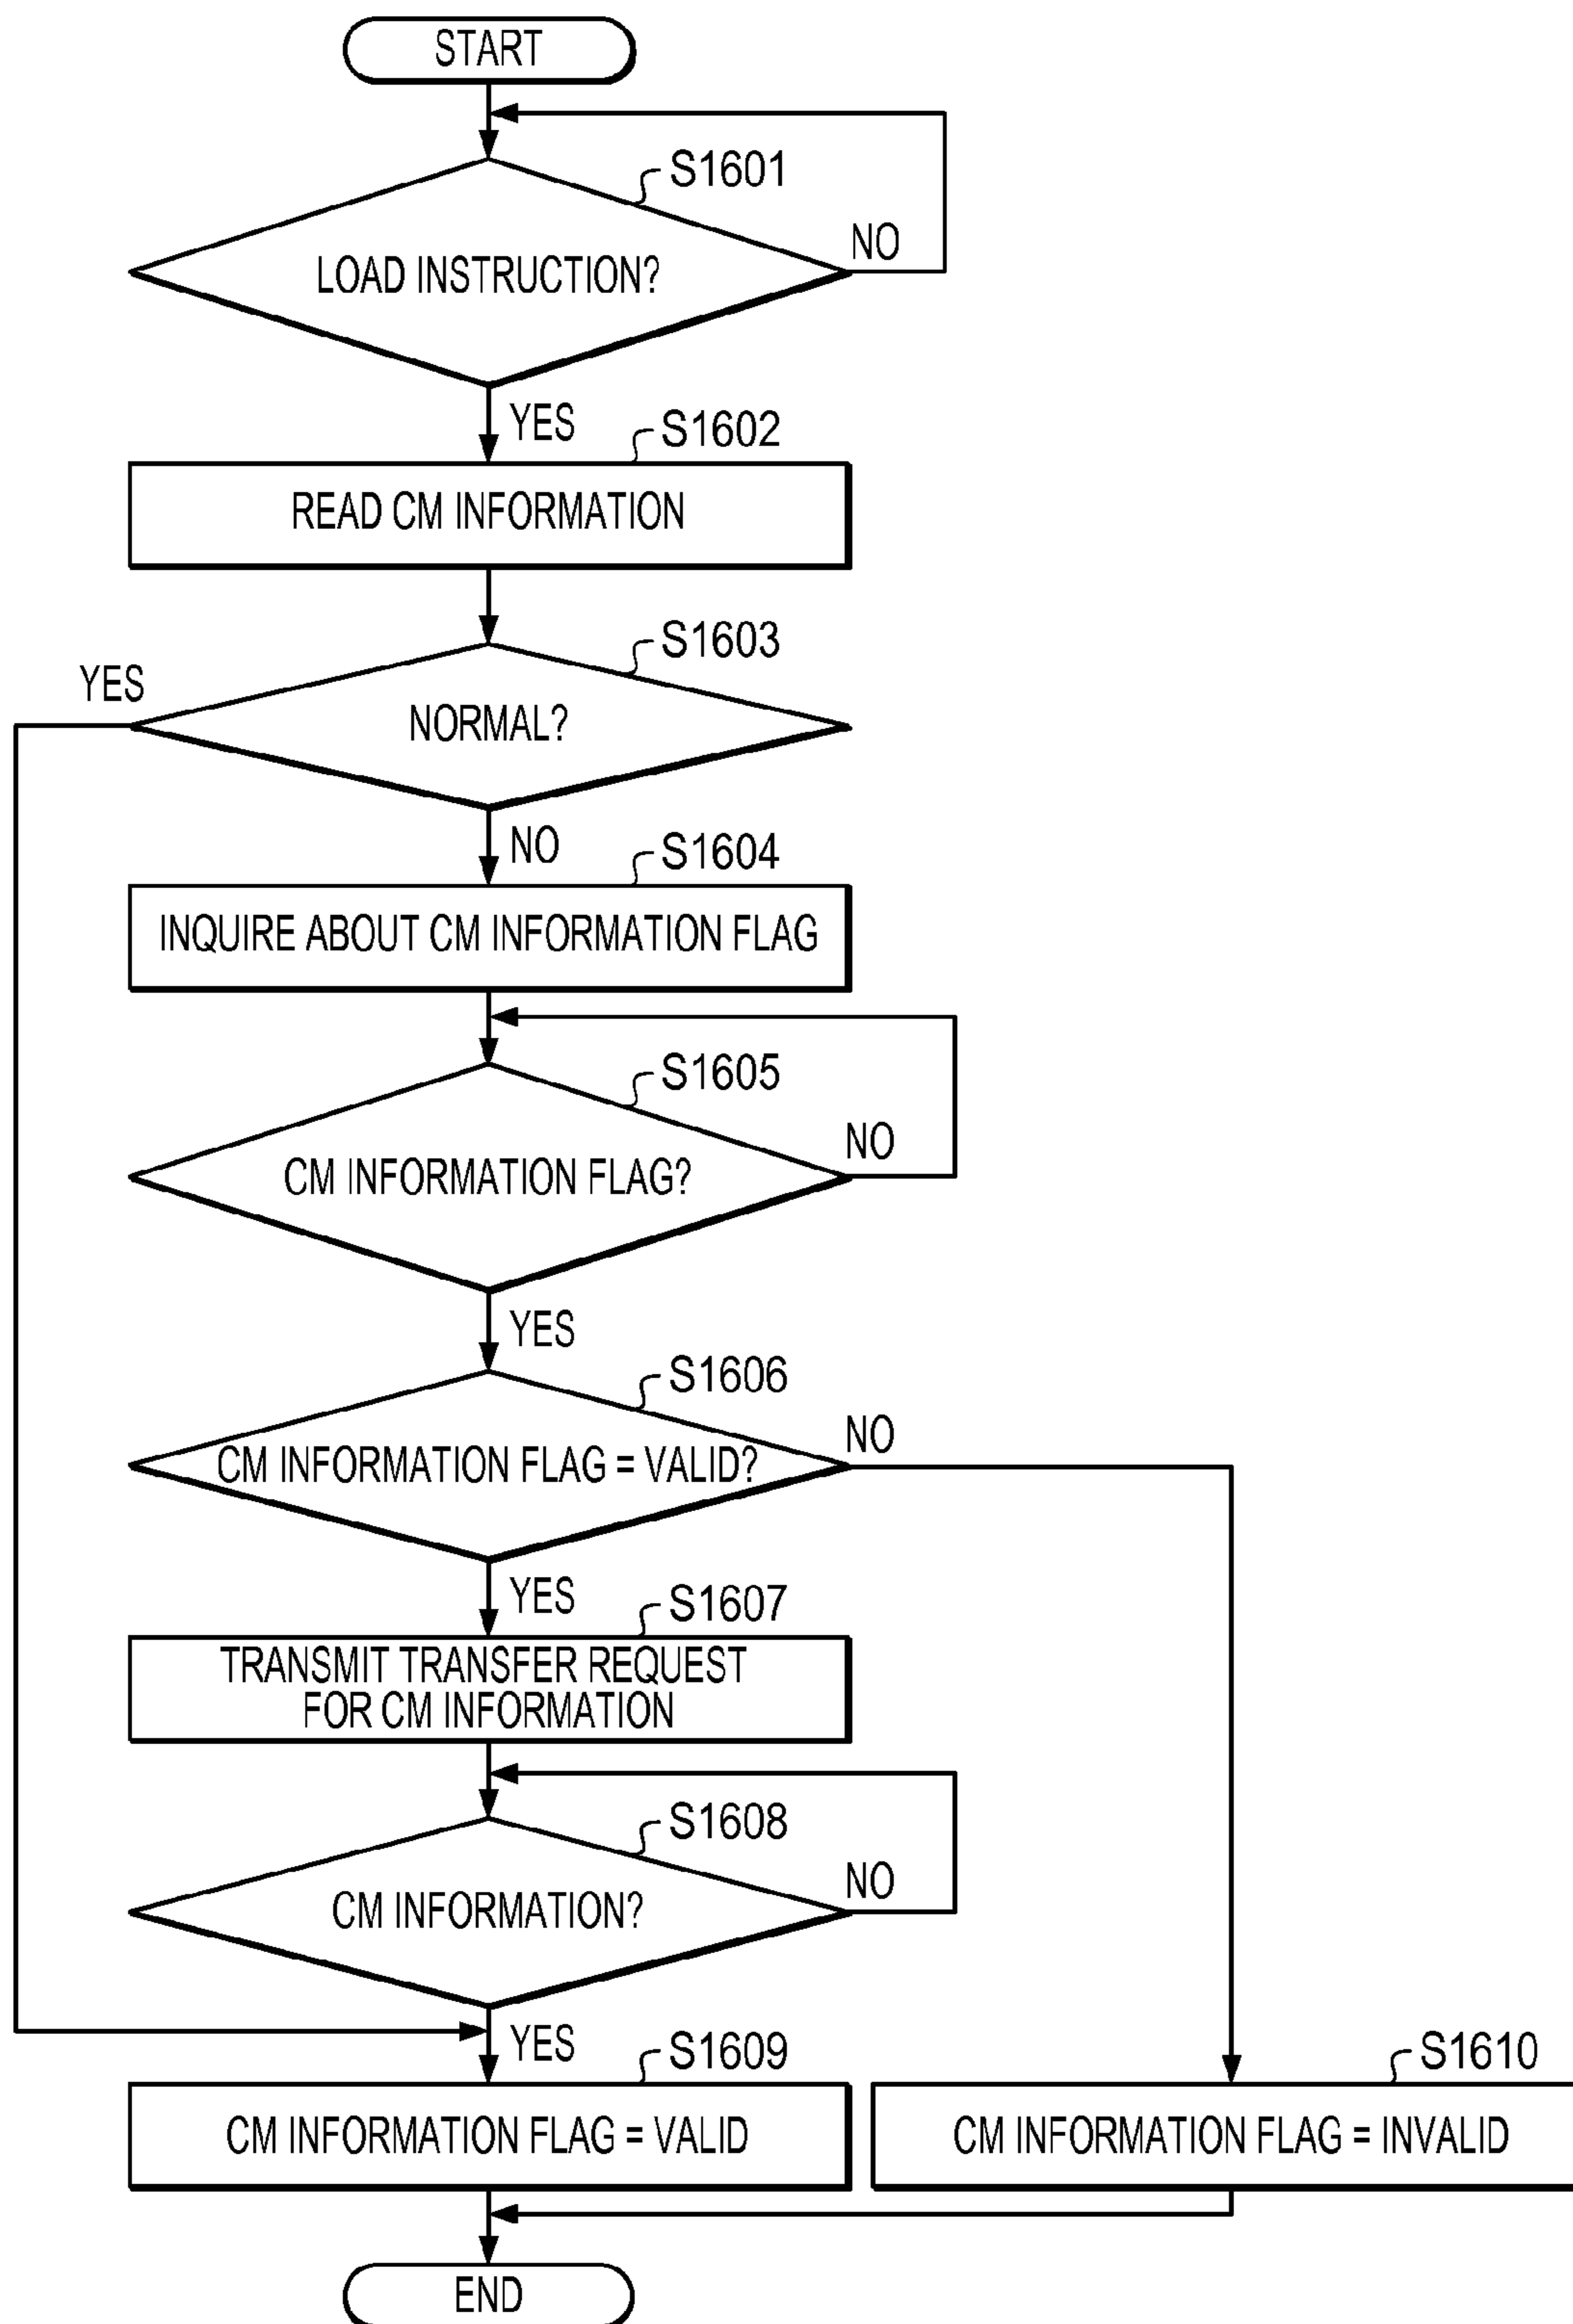 START
S1601
NO
LOAD INSTRUCTION?
YES
S1602
READ CM INFORMATION
S1603
YES
NORMAL?
NO
S1604
INQUIRE ABOUT CM INFORMATION FLAG
S1605
NO
CM INFORMATION FLAG?
YES
S1606
NO
CM INFORMATION FLAG = VALID?
YES
S1607
TRANSMIT TRANSFER REQUEST
FOR CM INFORMATION
S1608
NO
CM INFORMATION?
YES
S1609
S1610
CM INFORMATION FLAG = VALID
CM INFORMATION FLAG = INVALID
END